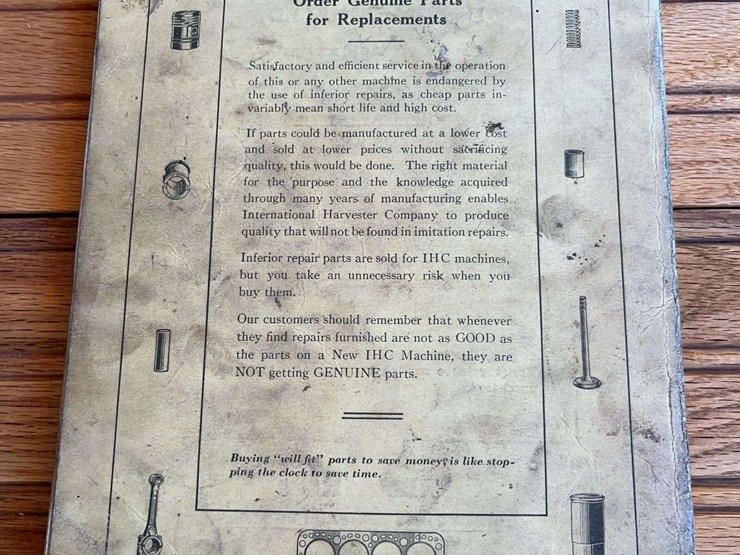 Order Genuine Parts
for Replacements
Satisfactory and efficient service in the operation
of this or any other machine is endangered by
the use of inferior repairs, as cheap parts in-
variably mean short life and high cost.
If parts could be manufactured at a lower cost
and sold at lower prices without sacrificing
quality, this would be done. The right material
for the purpose and the knowledge acquired
through many years of manufacturing enables
International Harvester Company to produce
quality that will not be found in imitation repairs.
Inferior repair parts are sold for IHC machines,
but you take an unnecessary risk when you
buy them.
Our customers should remember that whenever
they find repairs furnished are not as GOOD as
the parts on a New IHC Machine, they are
NOT getting GENUINE parts.
Buying "will fit" parts to save money is like stop-
ping the clock to save time.